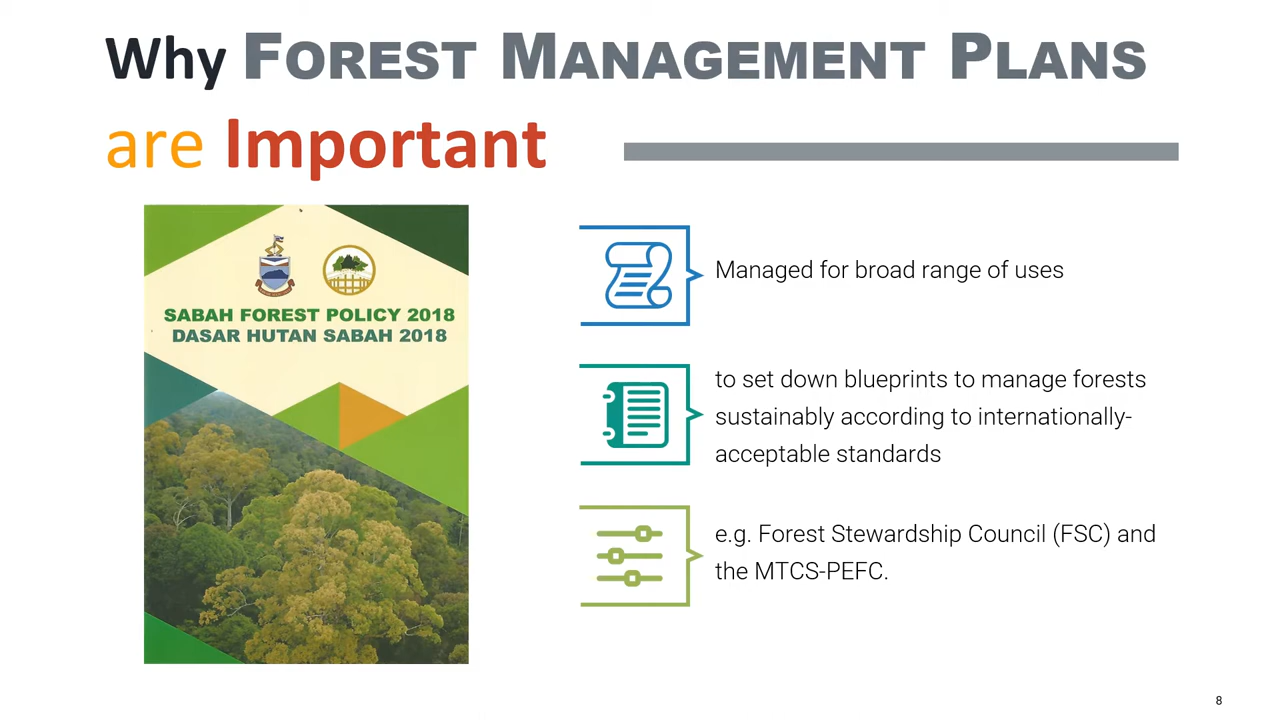 Why FOREST MANAGEMENT PLANS
are Important
SABAH FOREST POLICY 2018
DASAR HUTAN SABAH 2018
Managed for broad range of uses
to set down blueprints to manage forests
sustainably according to internationally-
acceptable standards
e.g. Forest Stewardship Council (FSC) and
the MTCS-PEFC.
8